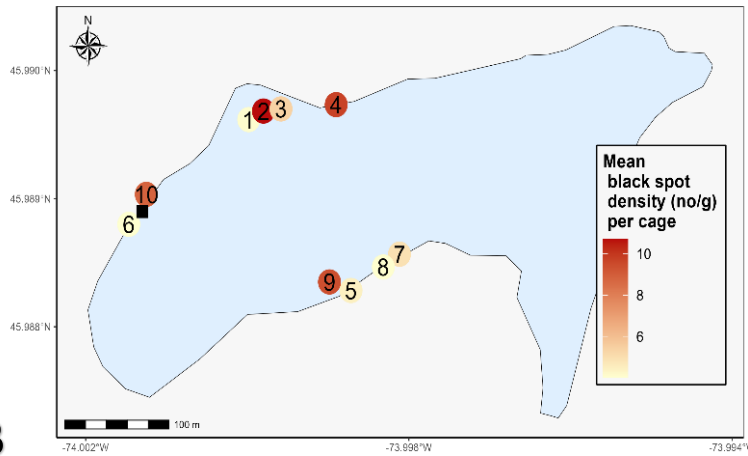 N
45.990°N
4
1 2 3
Mean
black spot
density (no/g)
per cage
45.989°N
10
6
10
8
7
8
9
5
6
45.988°N
100 m
-74.002°W
-73.998°W
-73.994°W